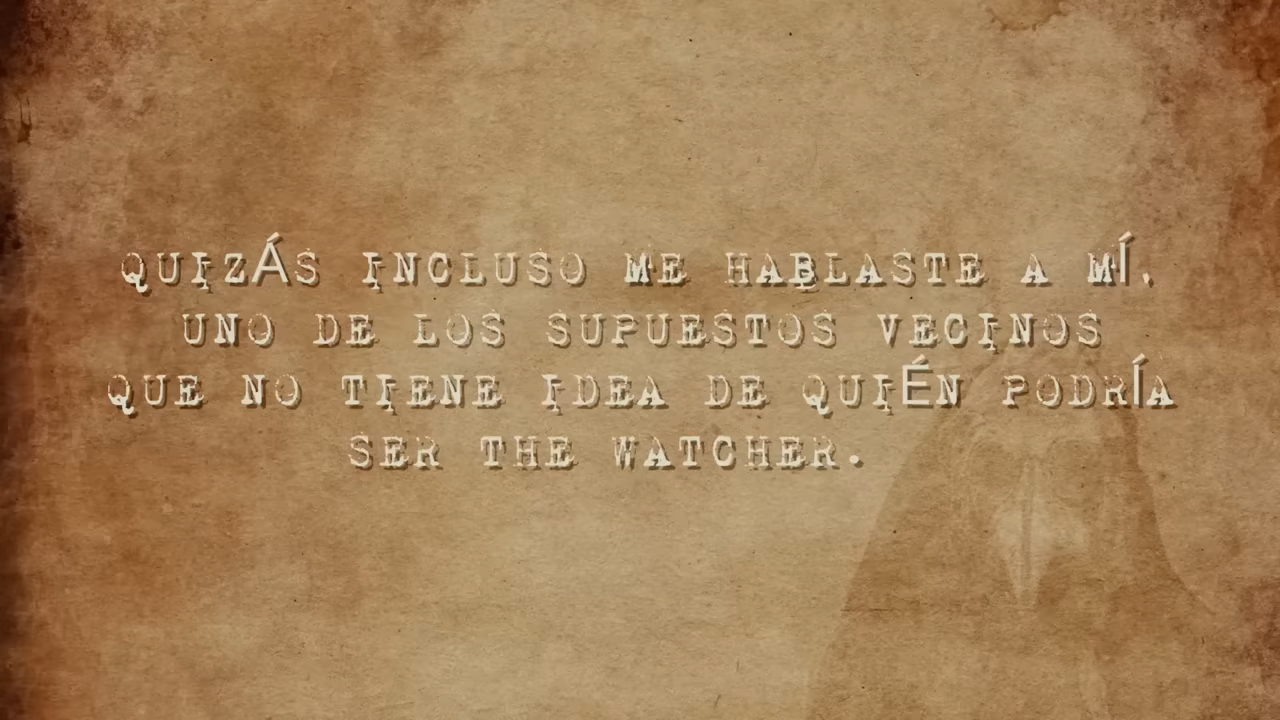 QUIZÁS INCLUSO ME HABLASTE A MÍ,
UNO DE LOS SUPUESTOS VECINOS
QUE NO TIENE IDEA DE QUIÉN PODRÍA
SER THE WATCHER.